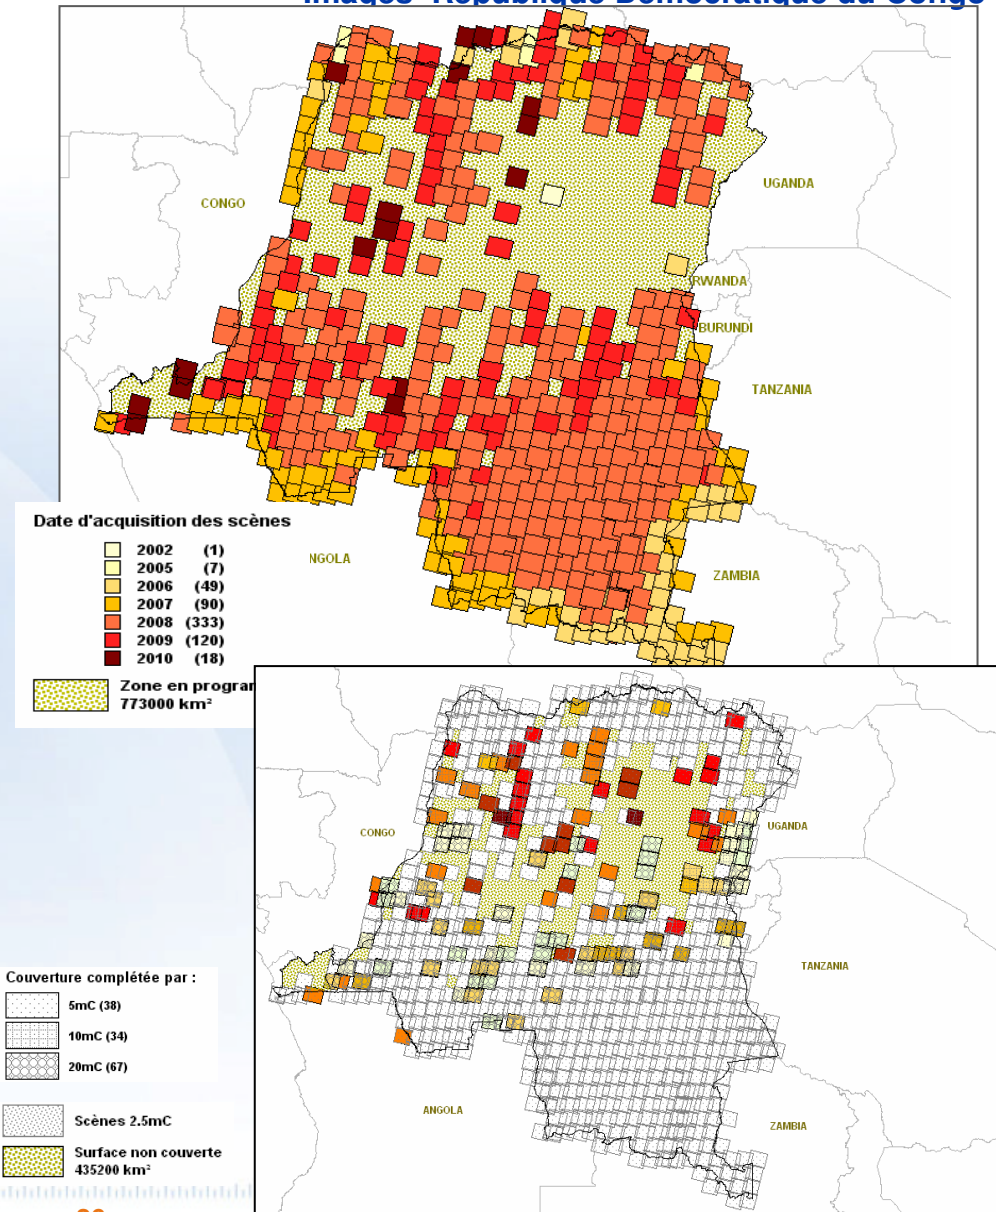 Images République Démocratique du Congo
CONGO
UGANDA
RWANDA
BURUNDI
TANZANIA
NGOLA
ZAMBIA
Date d'acquisition des scènes
2002 (1)
2005 (7)
2006 (49)
2007 (90)
2008 (333)
2009 (120)
2010 (18)
Zone en progran
773000 km²
CONGO
UGANDA
TANZANIA
ANGOLA
ZAMBIA
Couverture complétée par :
5mC (38)
10mC (34)
20mC (67)
Scènes 2.5mC
Surface non couverte
435200 km²